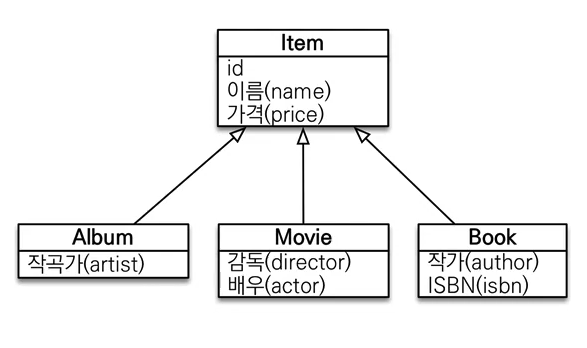 Item
id
이름(name)
가격(price)
Album
작곡가(artist)
Movie
감독(director)
배우(actor)
Book
작가(author)
ISBN(isbn)